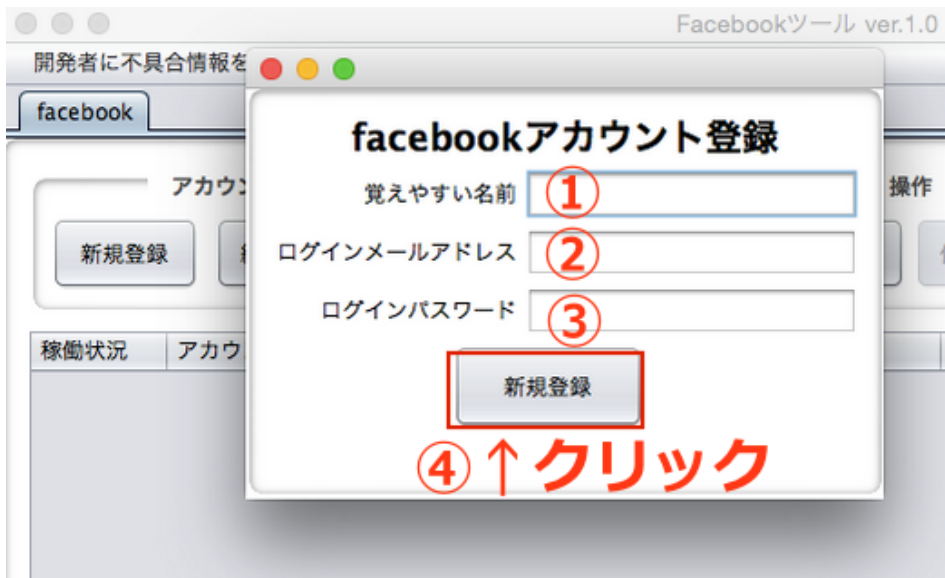 Facebookツール ver.1.0
開発者に不具合情報を
facebook
facebookアカウント登録
アカウ
操作
覚えやすい名前 ①
新規登録
ログインメールアドレス ②
ログインパスワード ③
稼働状況 アカウ
新規登録
④↑クリック